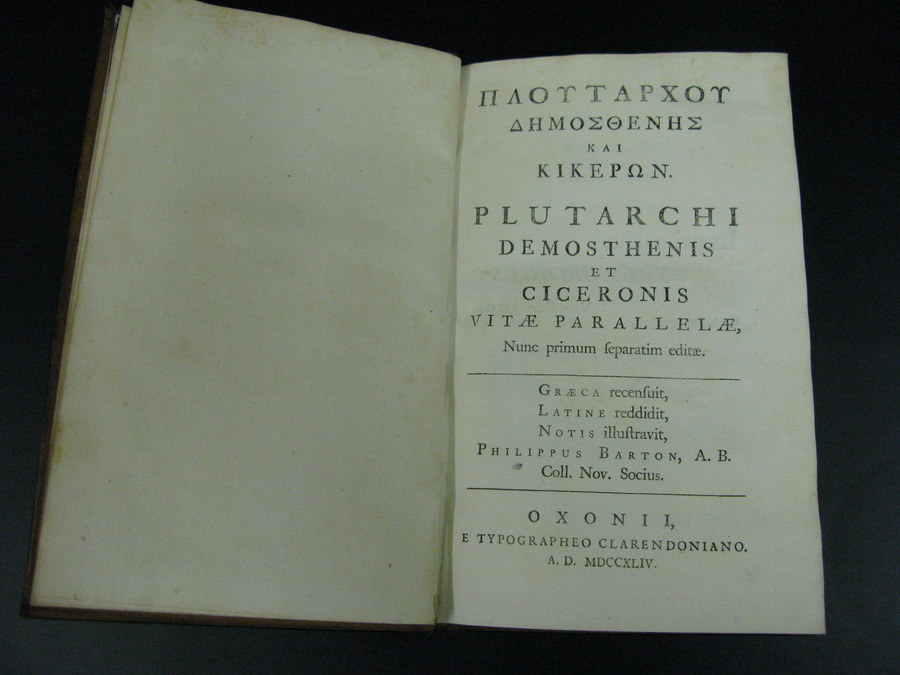 ΠΛΟΥΤΑΡΧΟΥ
ΔΗΜΟΣΘΕΝΗΣ
ΚΑΙ
ΚΙΚΕΡΩΝ.
PLUTARCHI
DEMOSTHENIS
ET
CICERONIS
VITÆ PARALLELÆ,
Nunc primum ſeparatim editæ.
GRÆCA recenſuit,
LATINE reddidit,
NOTIS illuſtravit,
PHILIPPUS BARTON, A. B.
Coll. Nov. Socius.
OXONII,
E TYPOGRAPHEO CLARENDONIANO.
A. D. MDCCXLIV.